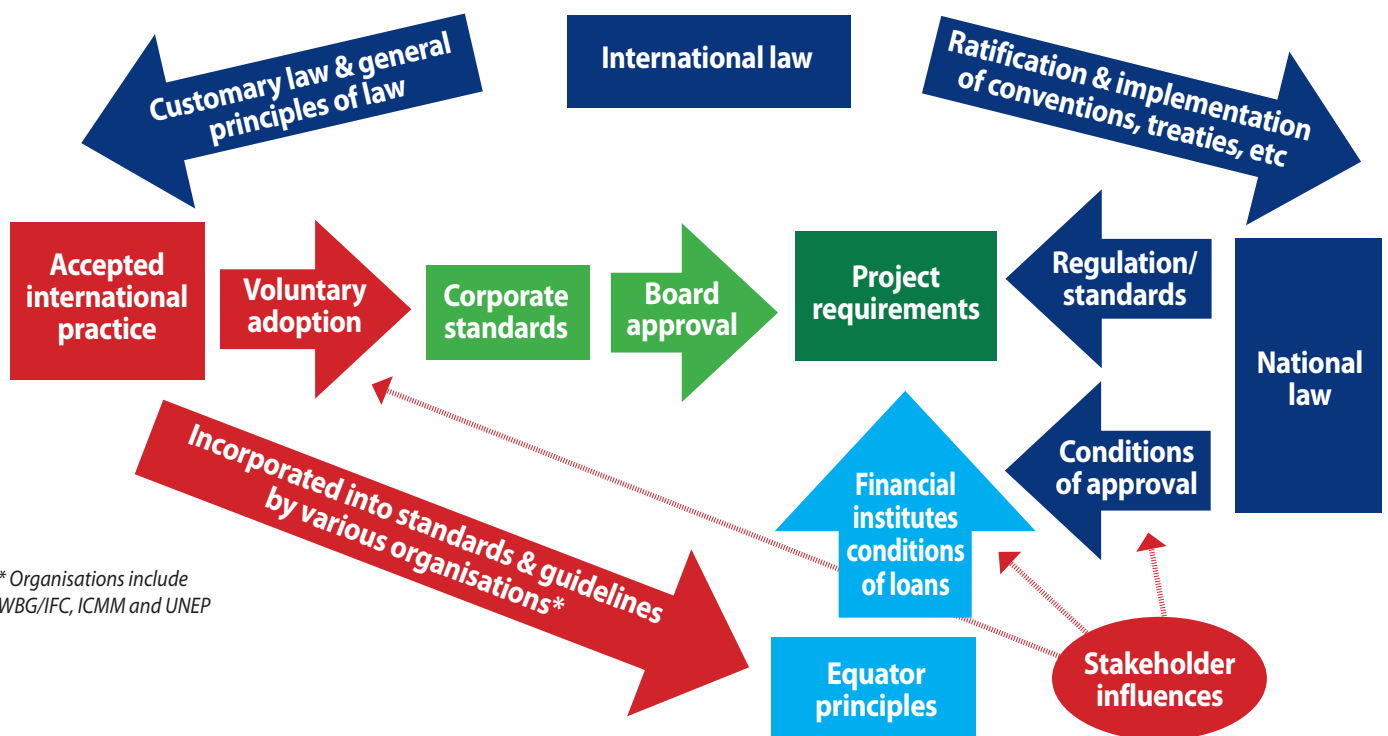 Customary law & general
principles of law
International law
Ratification & implementation
of conventions, treaties, etc
Accepted
international
practice
Voluntary
adoption
Corporate
standards
Board
approval
Project
requirements
Regulation/
standards
National
law
Conditions
of approval
Incorporated into standards & guidelines
by various organisations*
Financial
institutes
conditions
of loans
* Organisations include
WBG/IFC, ICMM and UNEP
Equator
principles
Stakeholder
influences